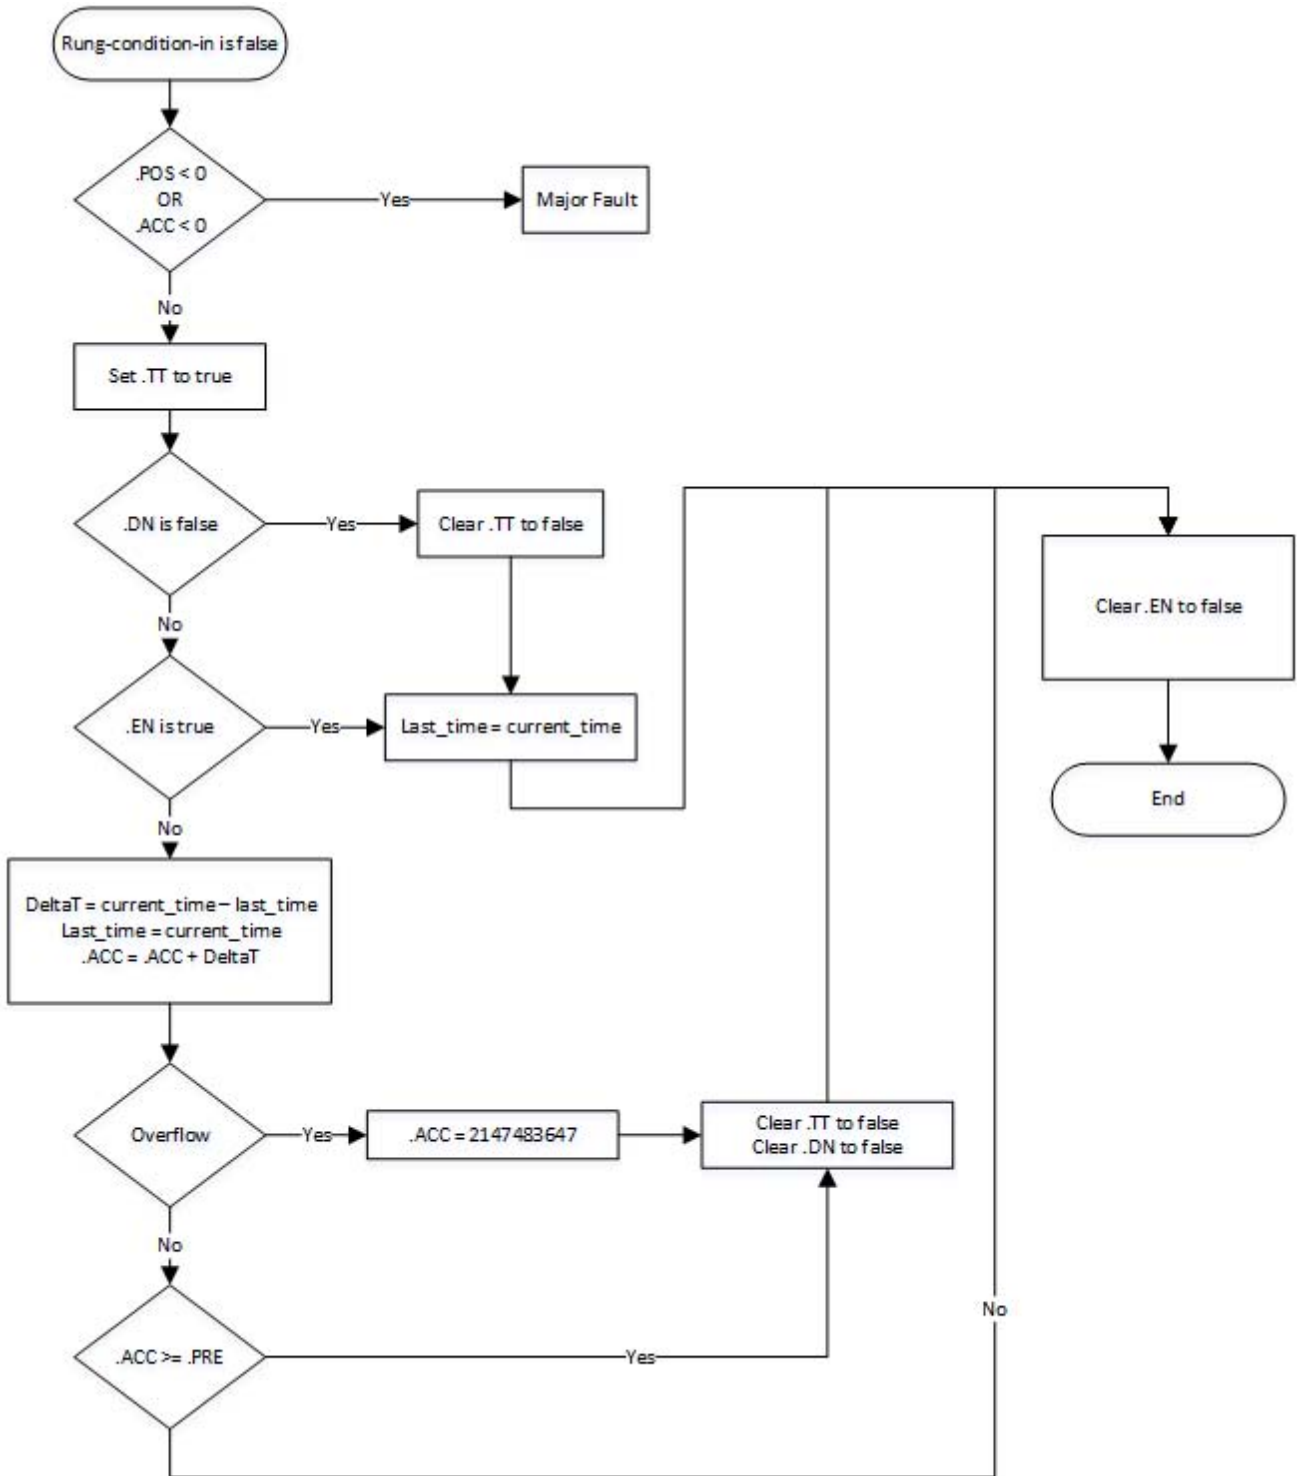 Rung-condition-in is false
.POS < 0
OR
.ACC < 0
Yes
Major Fault
No
Set .TT to true
.DN is false
Yes
Clear .TT to false
No
.EN is true
Yes
Last_time = current_time
Clear .EN to false
End
No
DeltaT = current_time – last_time
Last_time = current_time
.ACC = .ACC + DeltaT
Overflow
Yes
.ACC = 2147483647
Clear .TT to false
Clear .DN to false
No
.ACC >= .PRE
Yes
No